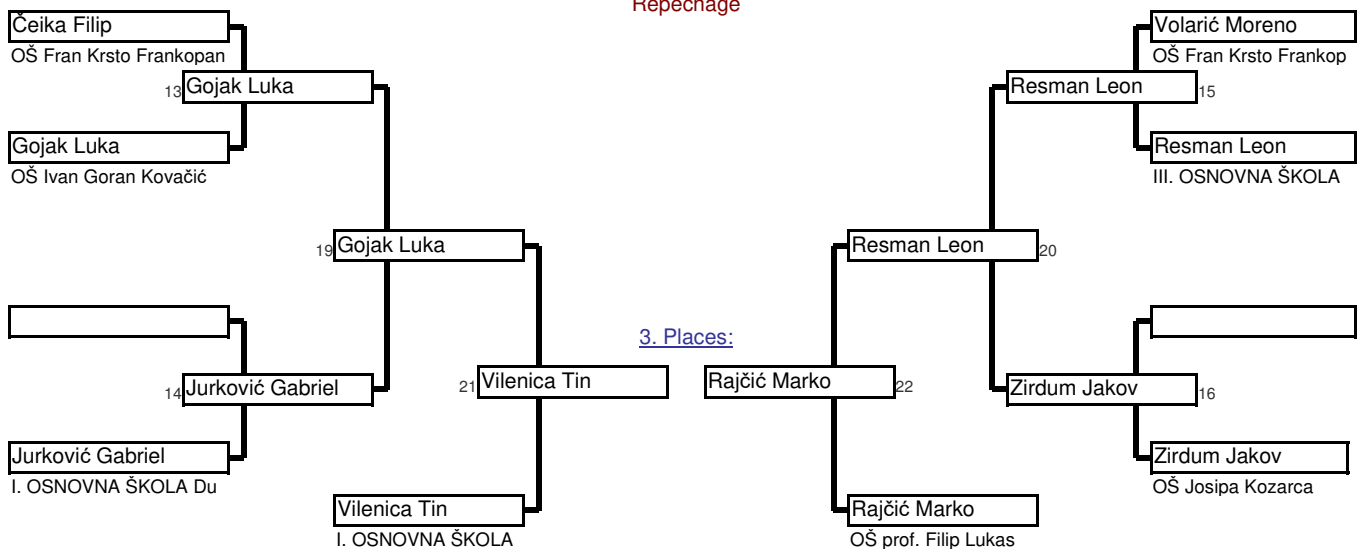 Repechage
Čeika Filip
OŠ Fran Krsto Frankopan
13 Gojak Luka
Gojak Luka
OŠ Ivan Goran Kovačić
19 Gojak Luka
14 Jurković Gabriel
Jurković Gabriel
I. OSNOVNA ŠKOLA Du
21 Vilenica Tin
Vilenica Tin
I. OSNOVNA ŠKOLA
3. Places:
Volarić Moreno
OŠ Fran Krsto Frankop
Resman Leon 15
Resman Leon
III. OSNOVNA ŠKOLA
Resman Leon 20
Rajčić Marko 22
Zirdum Jakov 16
Zirdum Jakov
OŠ Josipa Kozarca
Rajčić Marko
OŠ prof. Filip Lukas